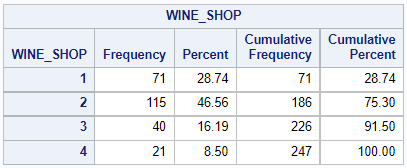 WINE_SHOP
WINE_SHOP Frequency Percent Cumulative Frequency Cumulative Percent
1 71 28.74 71 28.74
2 115 46.56 186 75.30
3 40 16.19 226 91.50
4 21 8.50 247 100.00